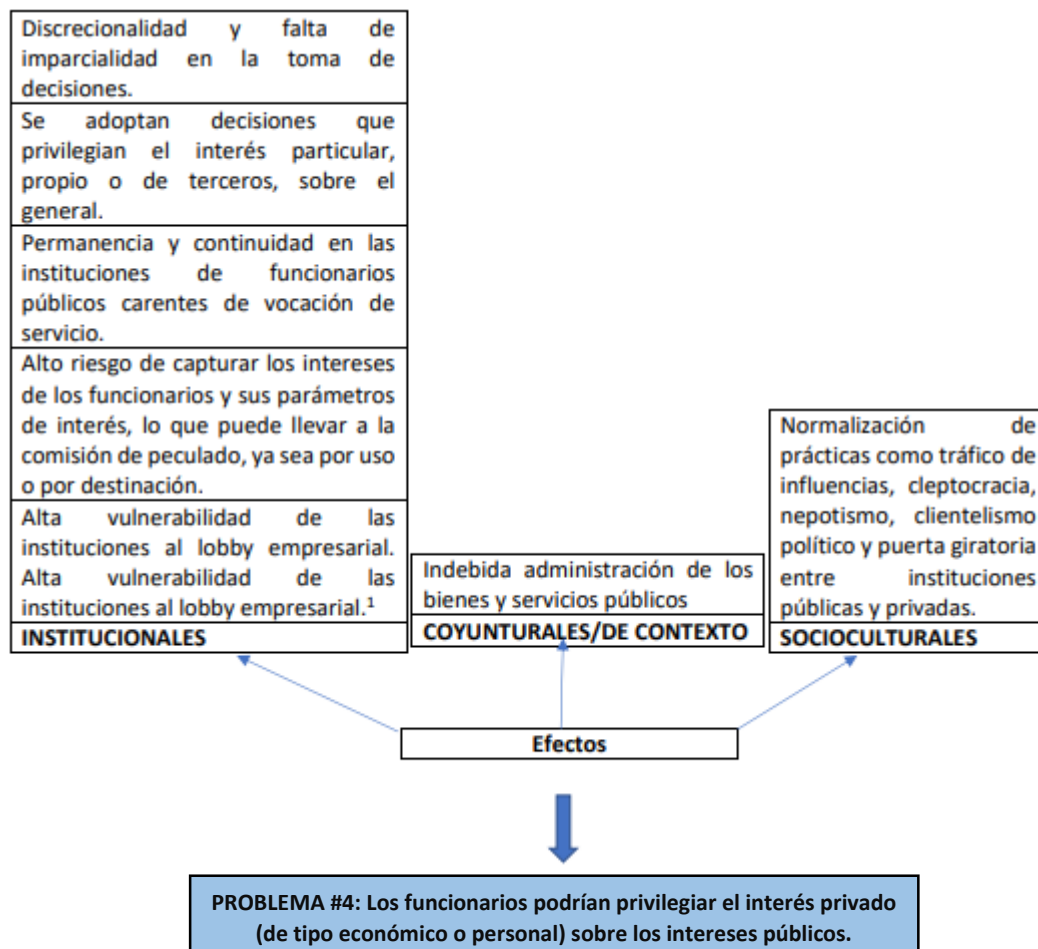 Discrecionalidad y falta de
imparcialidad en la toma de
decisiones.
Se adoptan decisiones que
privilegian el interés particular,
propio o de terceros, sobre el
general.
Permanencia y continuidad en las
instituciones de funcionarios
públicos carentes de vocación de
servicio.
Alto riesgo de capturar los intereses
de los funcionarios y sus parámetros
de interés, lo que puede llevar a la
comisión de peculado, ya sea por uso
o por destinación.
Alta vulnerabilidad de las
instituciones al lobby empresarial.
Alta vulnerabilidad de las
instituciones al lobby empresarial.¹
INSTITUCIONALES
Indebida administración de los
bienes y servicios públicos
COYUNTURALES/DE CONTEXTO
Normalización de
prácticas como tráfico de
influencias, cleptocracia,
nepotismo, clientelismo
político y puerta giratoria
entre instituciones
públicas y privadas.
SOCIOCULTURALES
Efectos
PROBLEMA #4: Los funcionarios podrían privilegiar el interés privado
(de tipo económico o personal) sobre los intereses públicos.